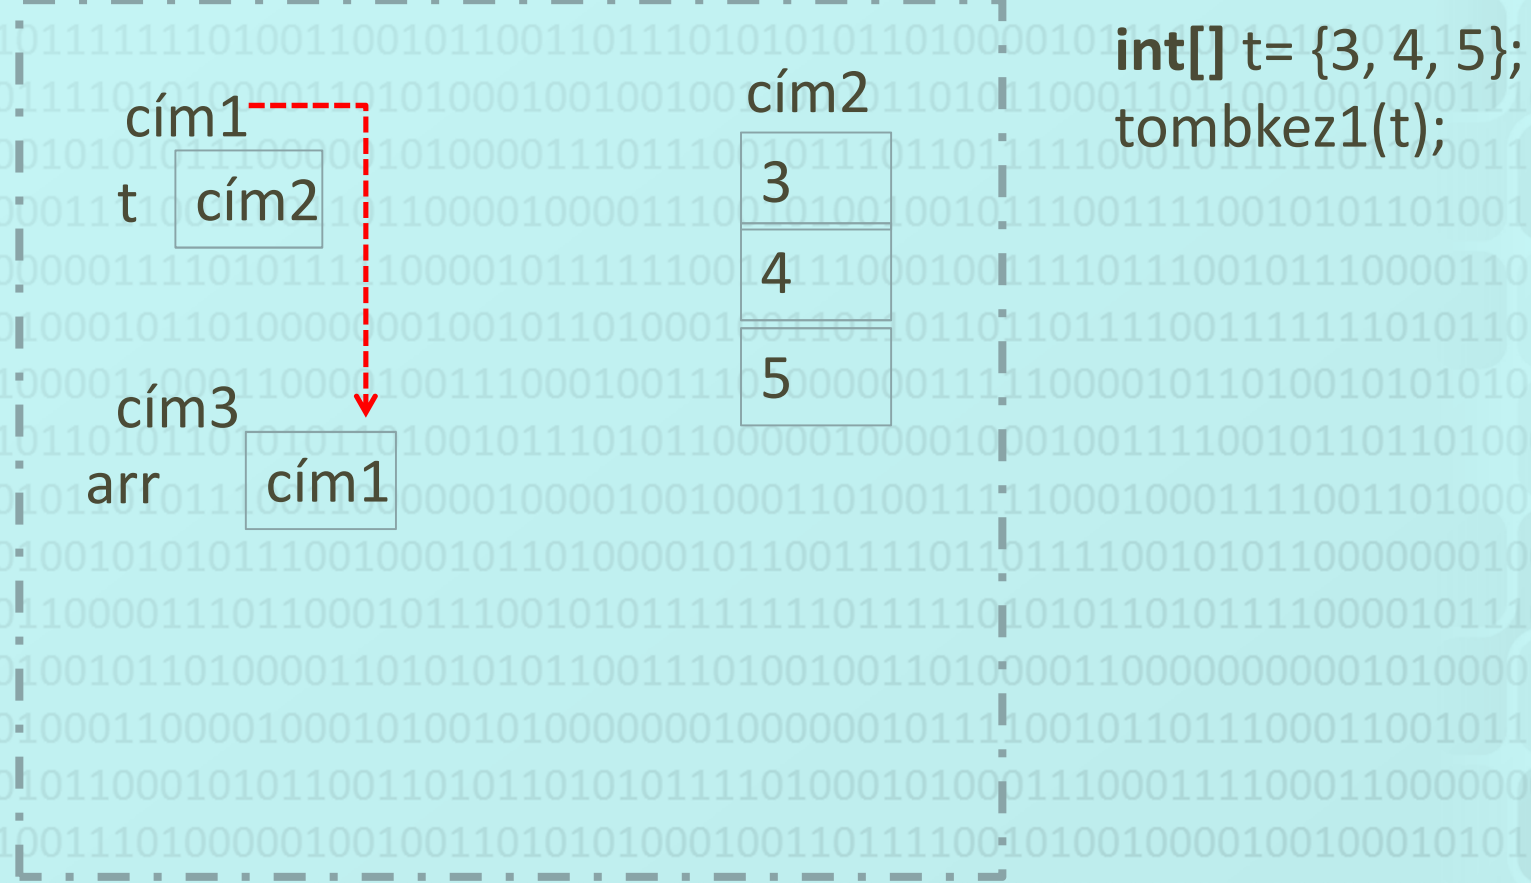 int[] t= {3, 4, 5};
tombkez1(t);
cím1
t cím2
cím3
arr cím1
cím2
3
4
5